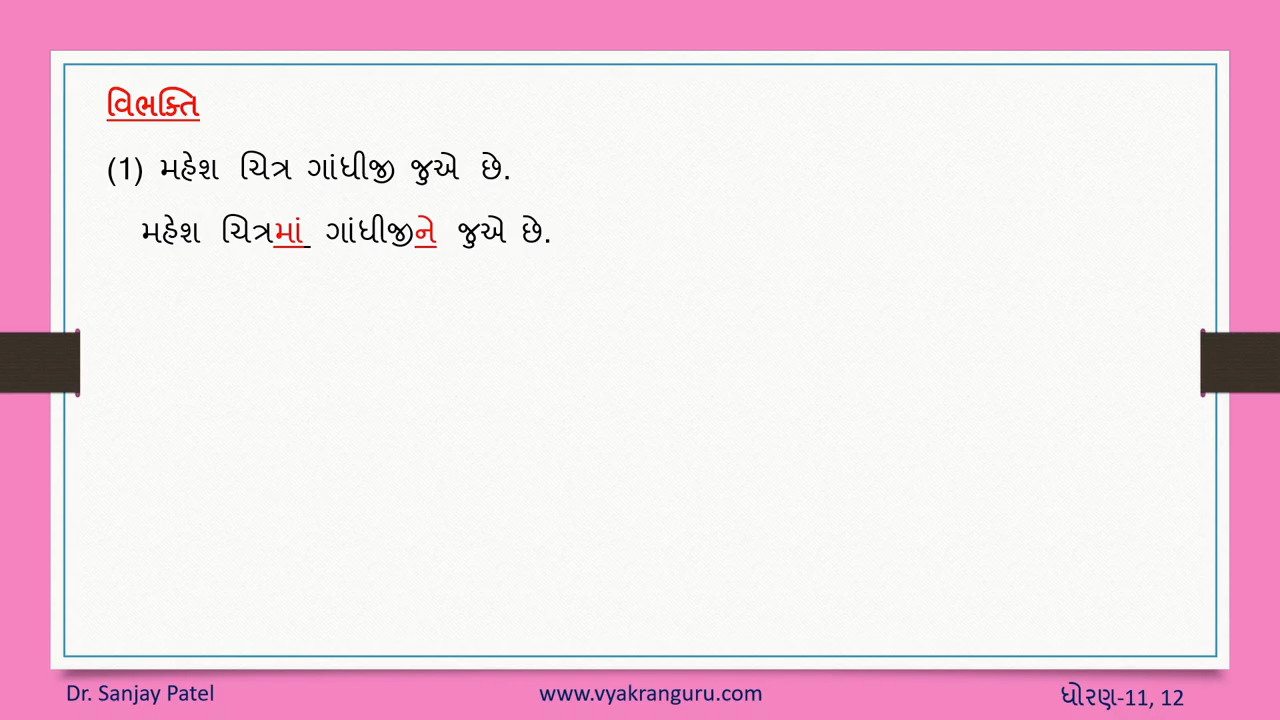 વિભક્તિ
(1) મહેશ ચિત્ર ગાંધીજી જુએ છે.
મહેશ ચિત્રમાં ગાંધીજીને જુએ છે.
Dr. Sanjay Patel www.vyakranguru.com ધોરણ-11, 12